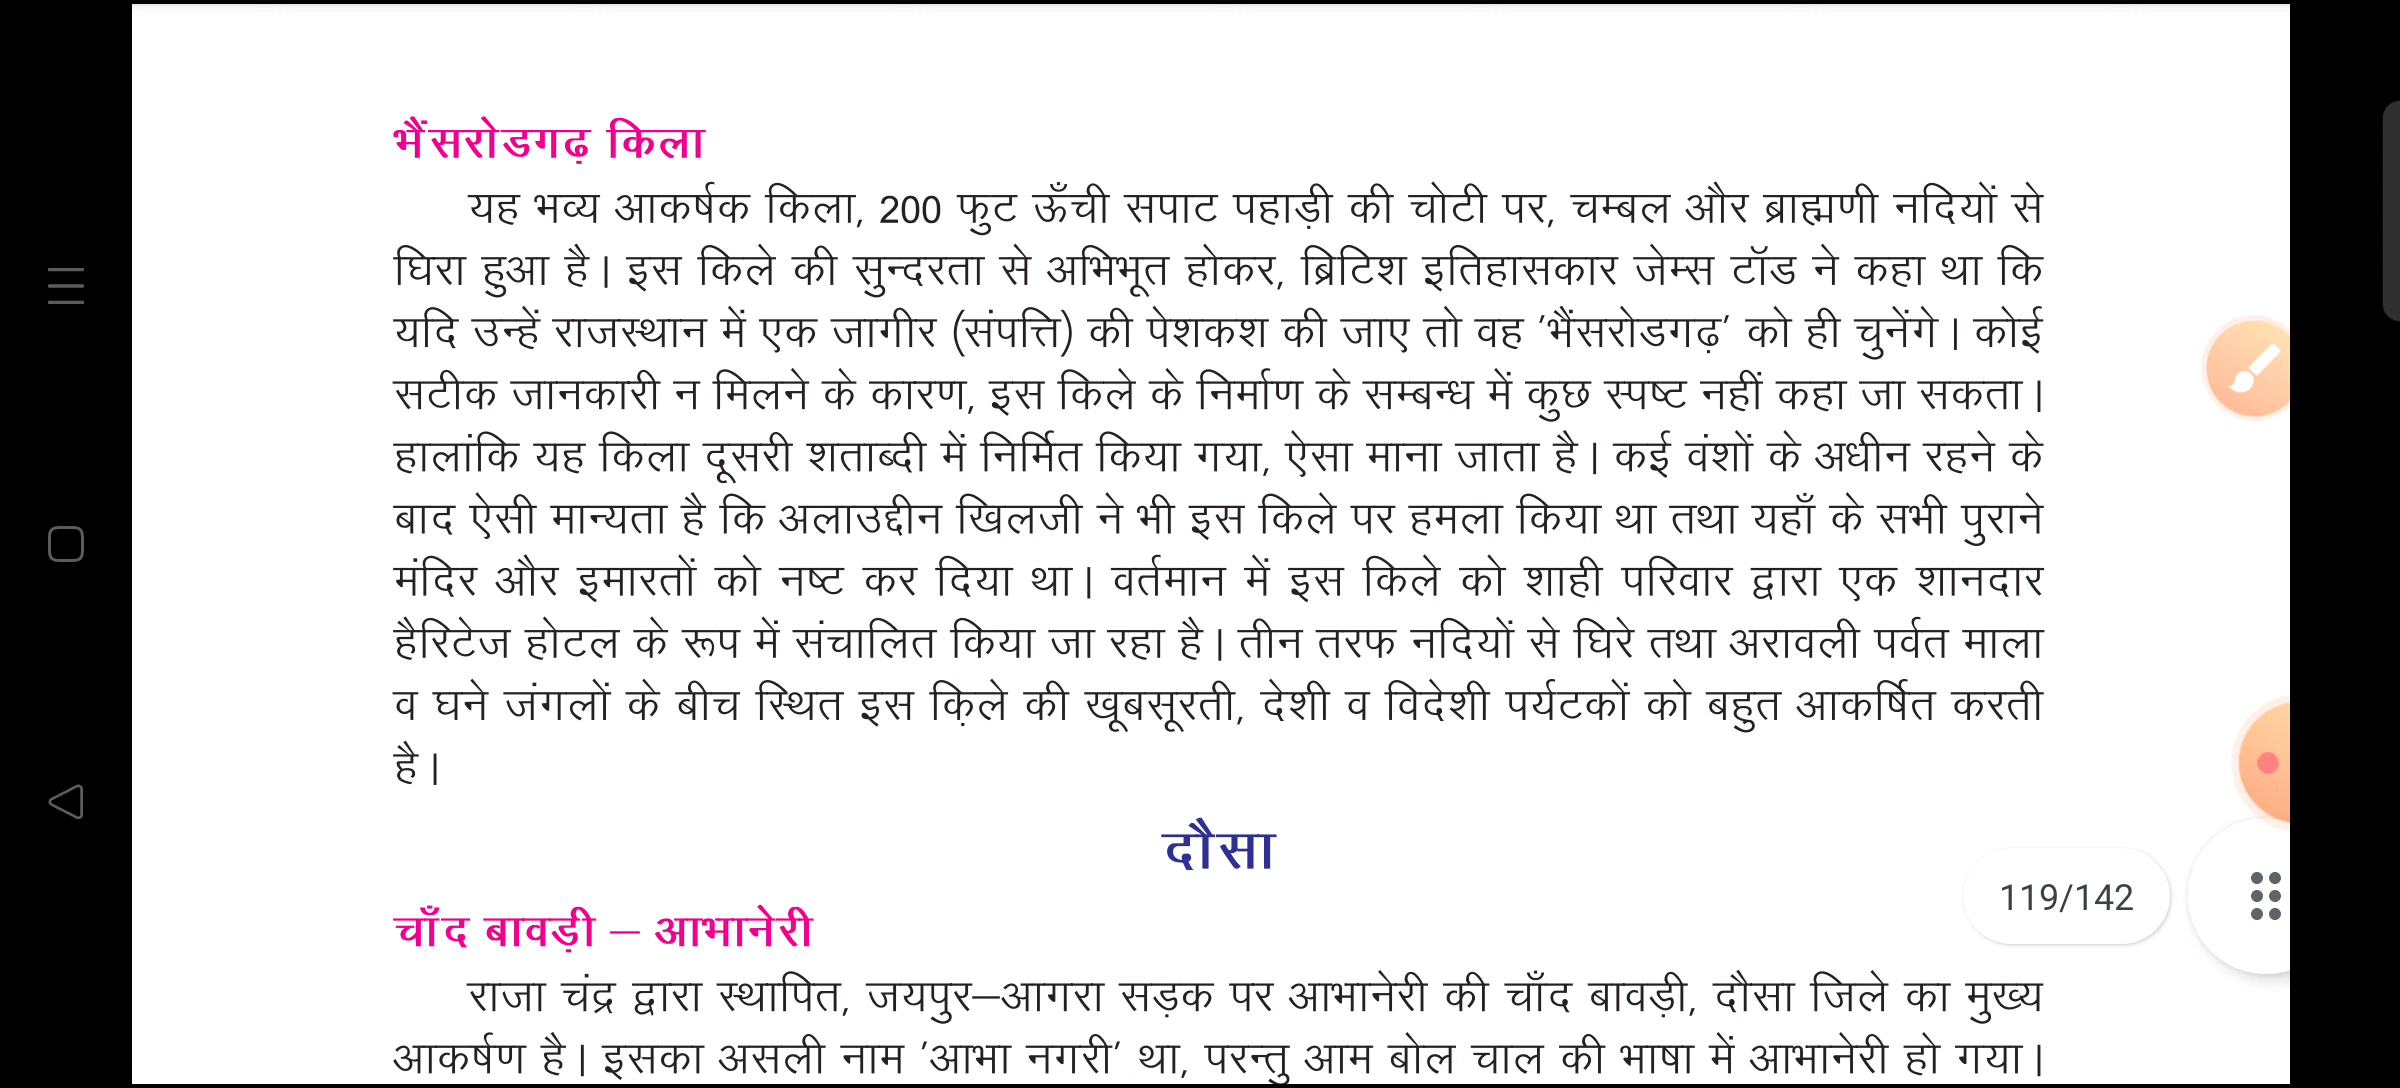 भैंसरोडगढ़ किला
यह भव्य आकर्षक किला, 200 फुट ऊँची सपाट पहाड़ी की चोटी पर, चम्बल और ब्राह्मणी नदियों से
घिरा हुआ है। इस किले की सुन्दरता से अभिभूत होकर, ब्रिटिश इतिहासकार जेम्स टॉड ने कहा था कि
यदि उन्हें राजस्थान में एक जागीर (संपत्ति) की पेशकश की जाए तो वह ’भैंसरोडगढ़’ को ही चुनेंगे। कोई
सटीक जानकारी न मिलने के कारण, इस किले के निर्माण के सम्बन्ध में कुछ स्पष्ट नहीं कहा जा सकता।
हालांकि यह किला दूसरी शताब्दी में निर्मित किया गया, ऐसा माना जाता है। कई वंशों के अधीन रहने के
बाद ऐसी मान्यता है कि अलाउद्दीन खिलजी ने भी इस किले पर हमला किया था तथा यहाँ के सभी पुराने
मंदिर और इमारतों को नष्ट कर दिया था। वर्तमान में इस किले को शाही परिवार द्वारा एक शानदार
हैरिटेज होटल के रूप में संचालित किया जा रहा है। तीन तरफ नदियों से घिरे तथा अरावली पर्वत माला
व घने जंगलों के बीच स्थित इस क़िले की खूबसूरती, देशी व विदेशी पर्यटकों को बहुत आकर्षित करती
है।
दौसा
चाँद बावड़ी – आभानेरी
राजा चंद्र द्वारा स्थापित, जयपुर–आगरा सड़क पर आभानेरी की चाँद बावड़ी, दौसा जिले का मुख्य
आकर्षण है। इसका असली नाम ’आभा नगरी’ था, परन्तु आम बोल चाल की भाषा में आभानेरी हो गया।
119/142